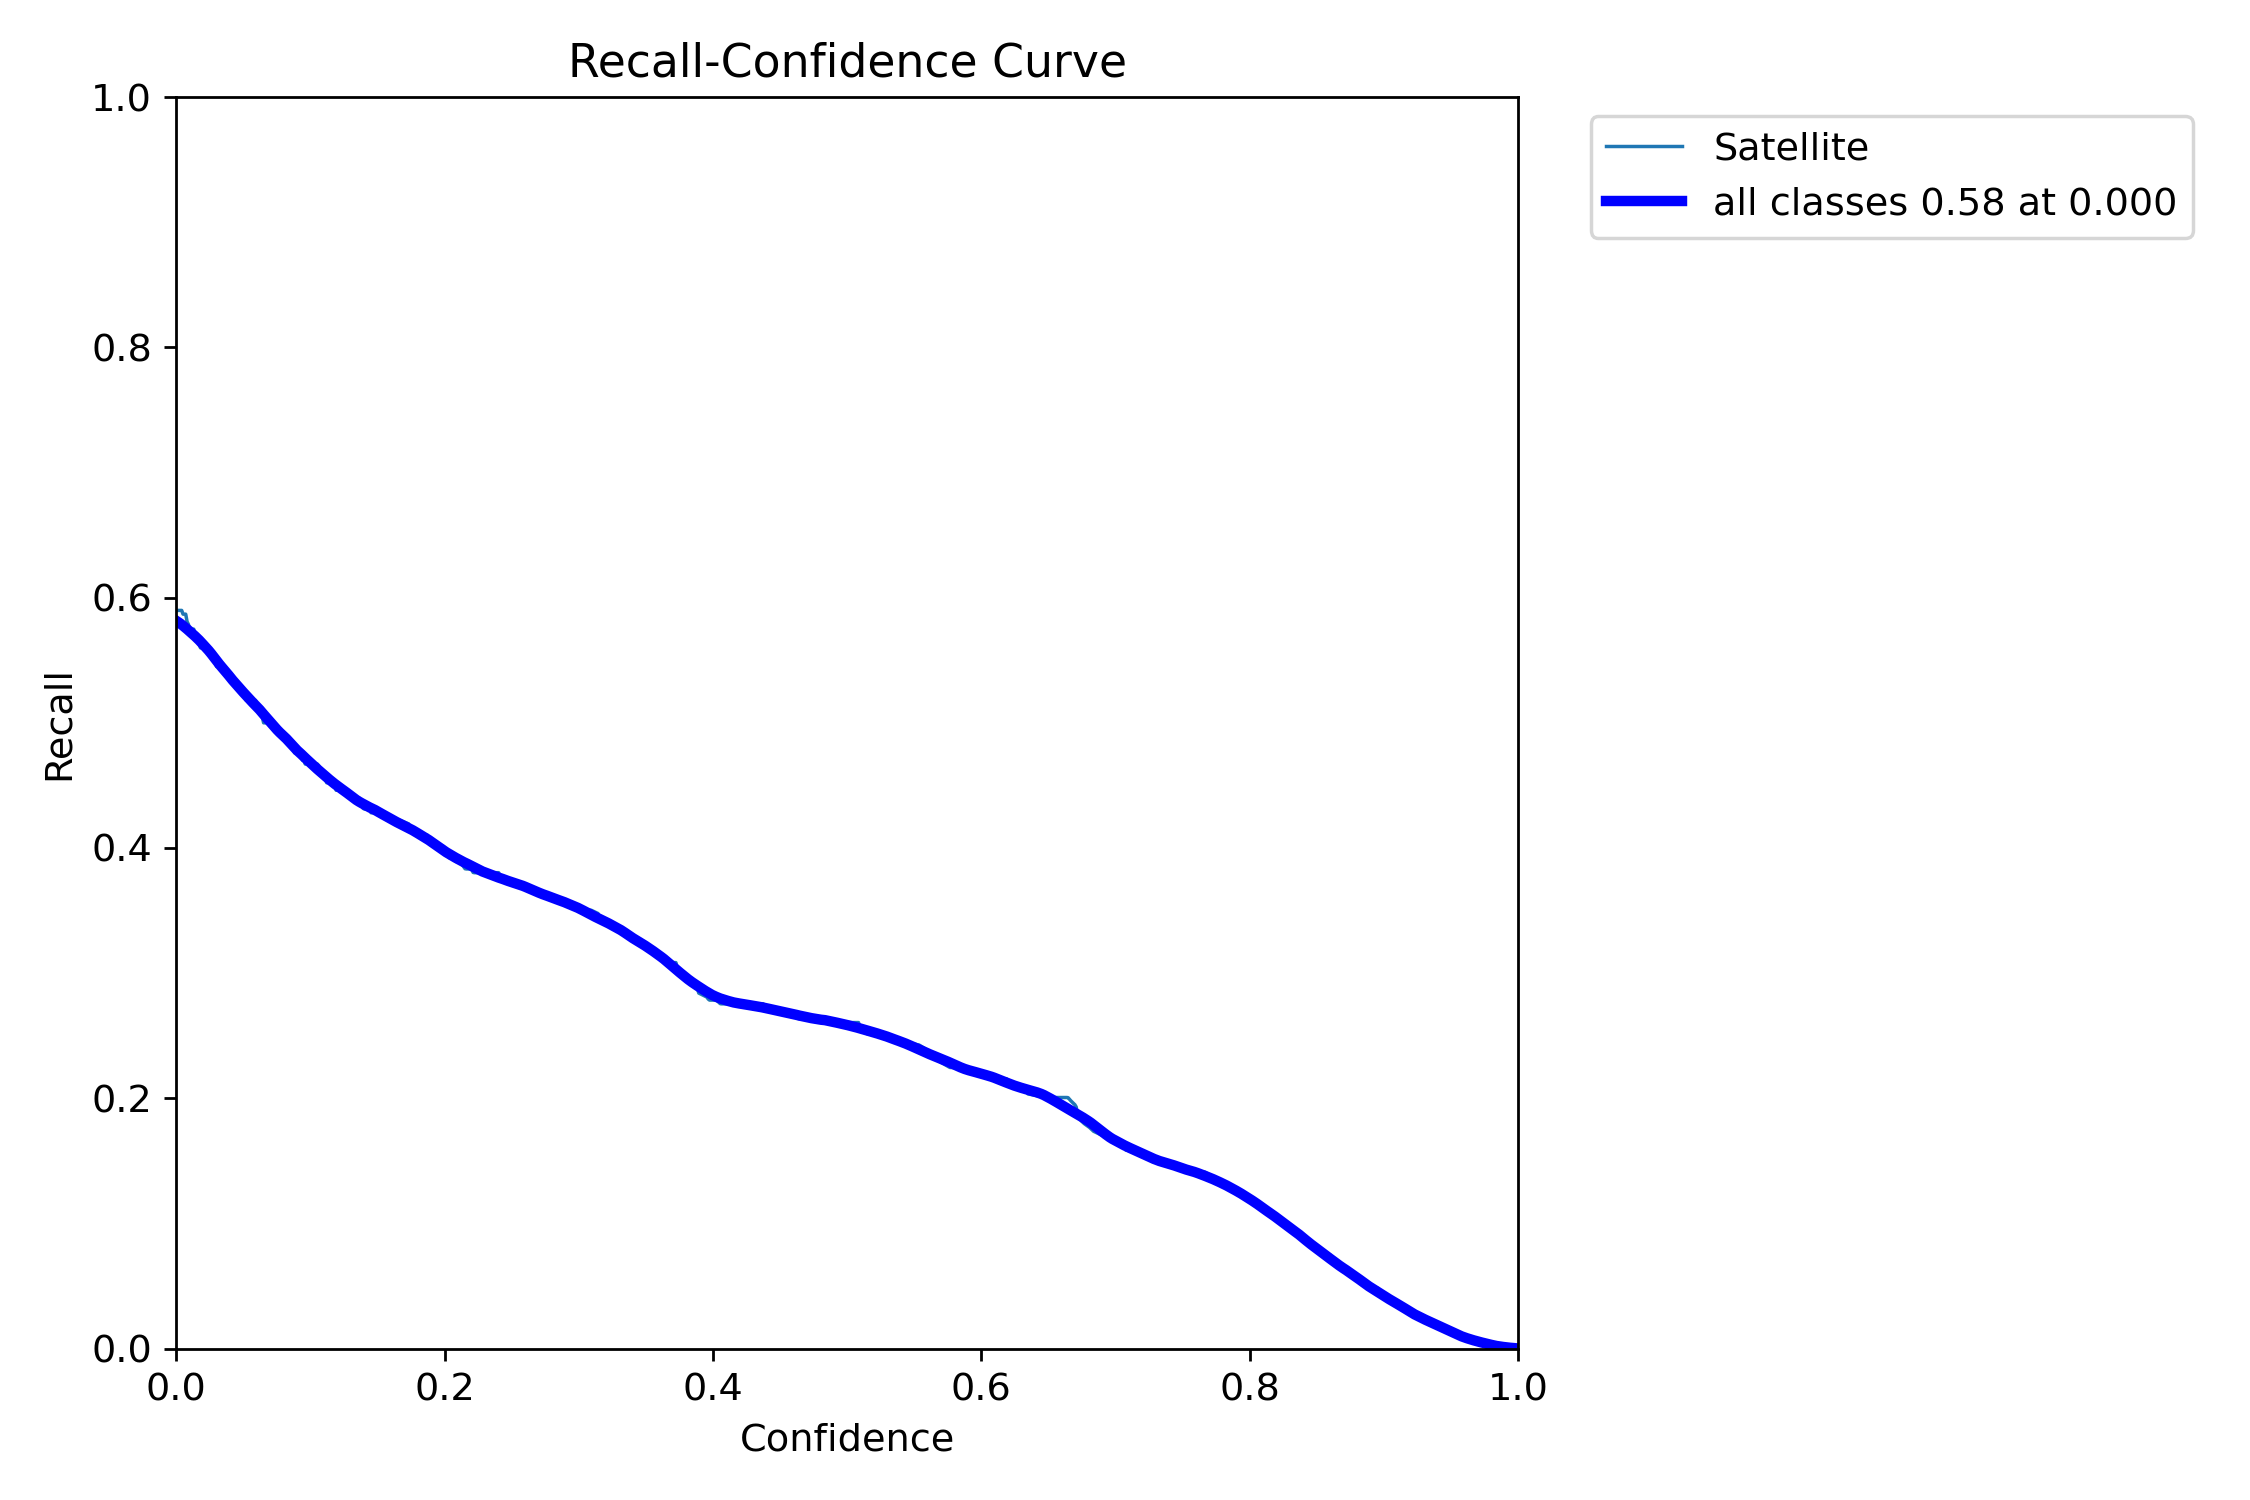 Recall-Confidence Curve
1.0
0.8
0.6
0.4
0.2
0.0
Recall
0.0 0.2 0.4 0.6 0.8 1.0
Confidence
Satellite
all classes 0.58 at 0.000